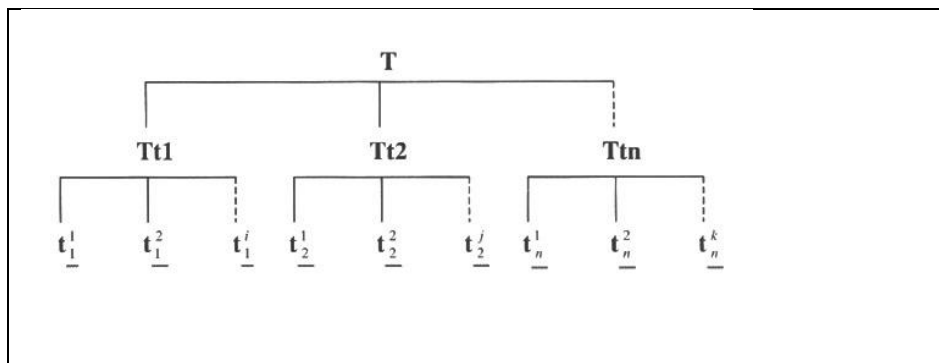 T
Tt1 Tt2 Ttn
t₁¹ t₁² t₁ⁱ t₂¹ t₂² t₂ʲ tₙ¹ tₙ² tₙᵏ